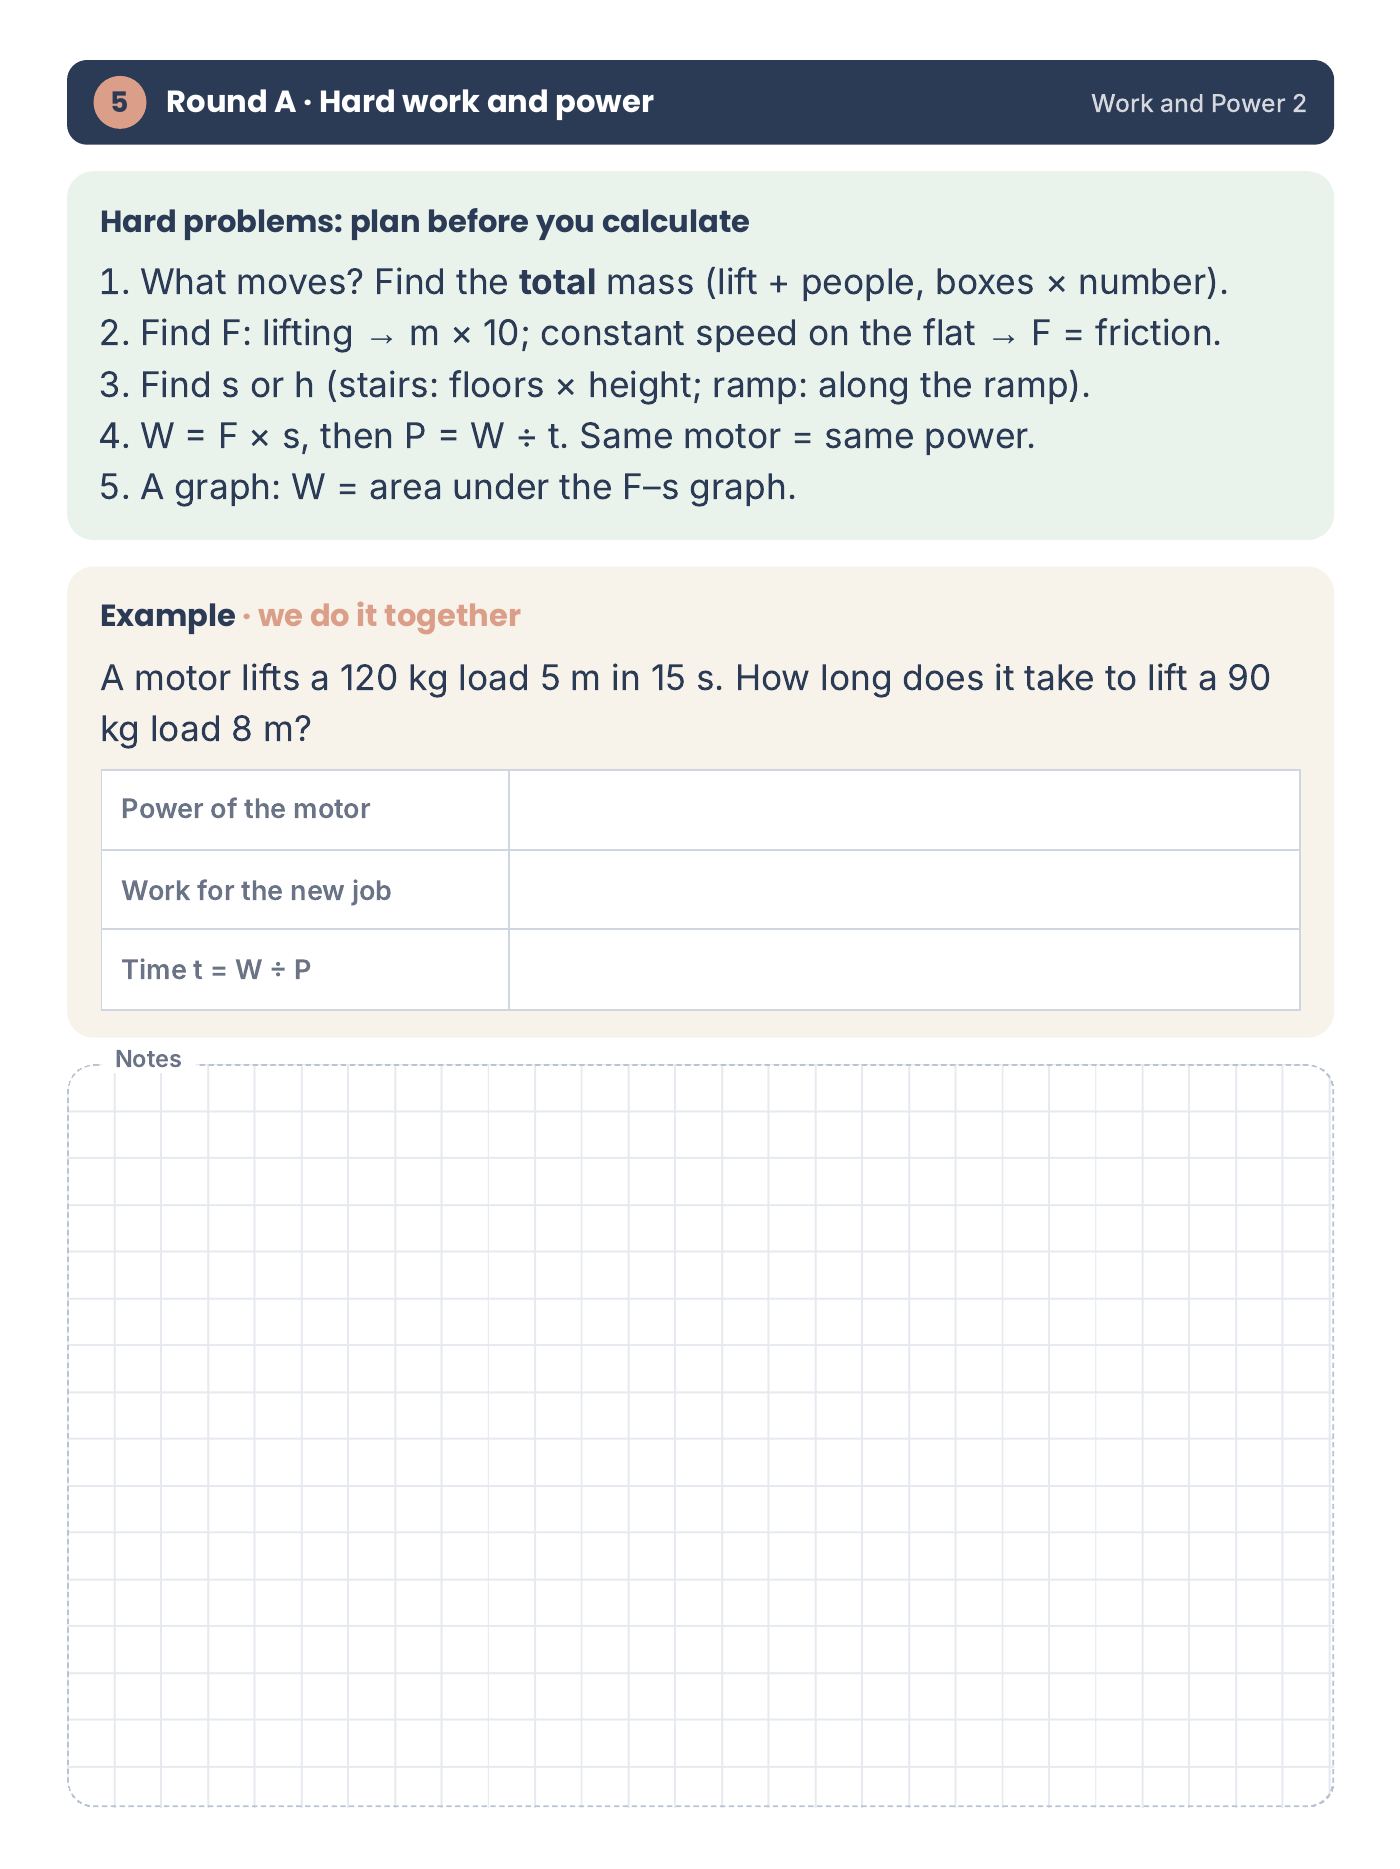 5 Round A · Hard work and power Work and Power 2
Hard problems: plan before you calculate
1. What moves? Find the total mass (lift + people, boxes × number).
2. Find F: lifting → m × 10; constant speed on the flat → F = friction.
3. Find s or h (stairs: floors × height; ramp: along the ramp).
4. W = F × s, then P = W ÷ t. Same motor = same power.
5. A graph: W = area under the F–s graph.
Example · we do it together
A motor lifts a 120 kg load 5 m in 15 s. How long does it take to lift a 90
kg load 8 m?
Power of the motor
Work for the new job
Time t = W ÷ P
Notes